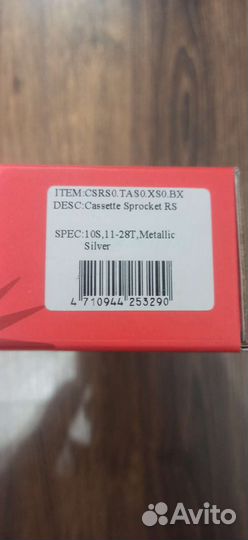 ITEM:CSRS0.TAS0.XS0.BX
DESC:Cassette Sprocket RS
SPEC:10S,11-28T,Metallic
Silver
4 710944 253290
Avito